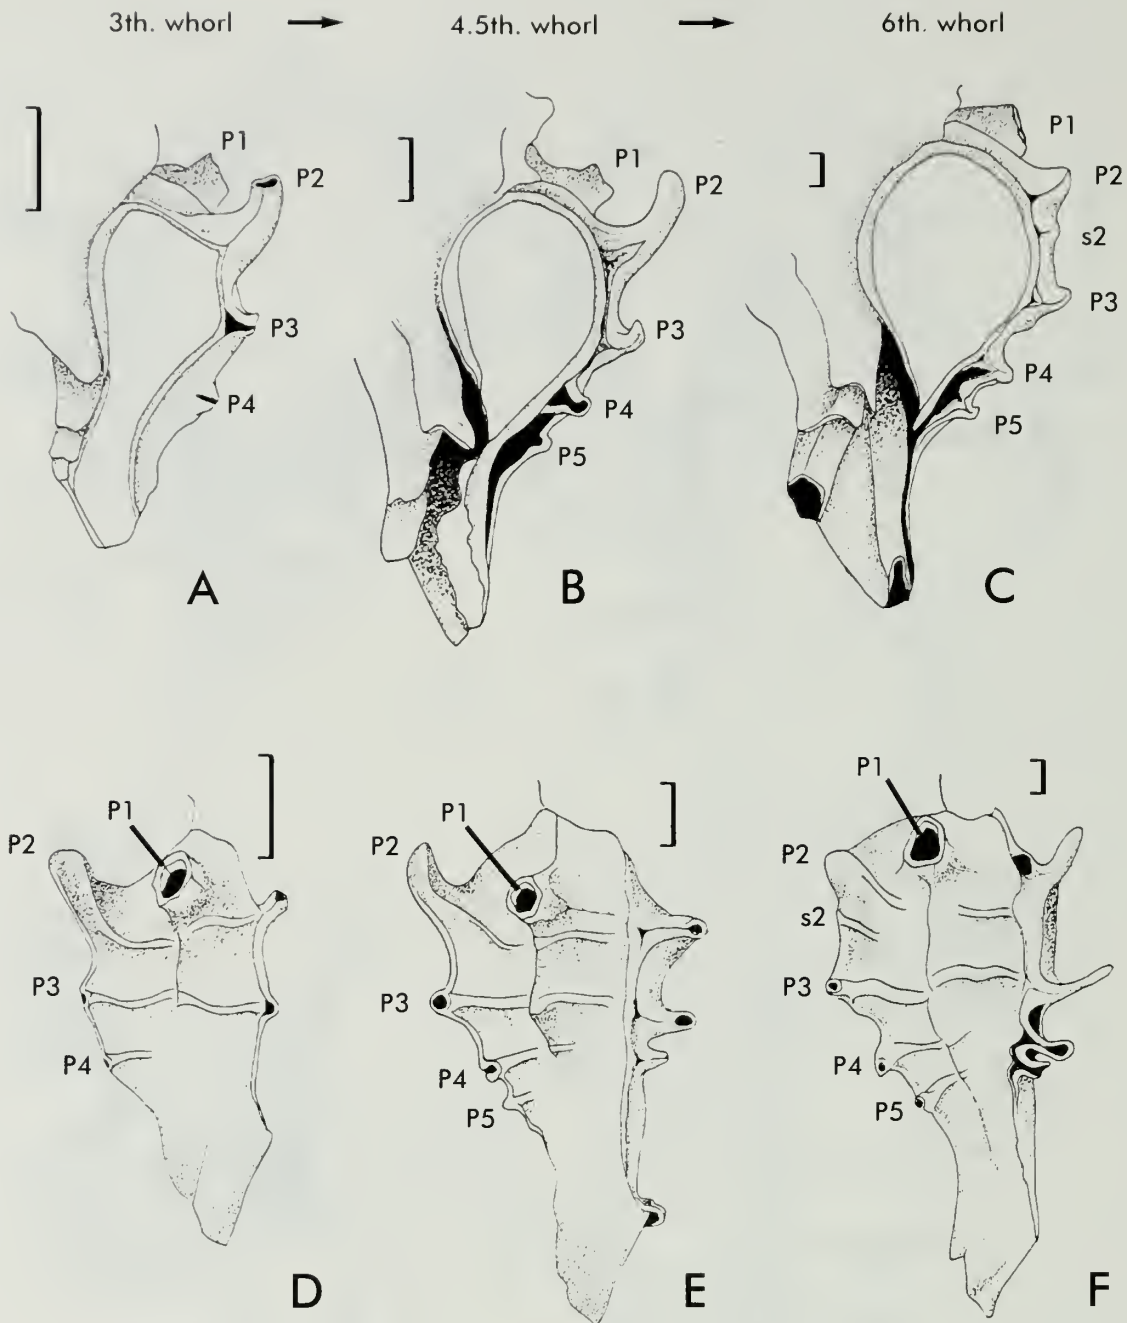 3th. whorl → 4.5th. whorl → 6th. whorl
P1
P2
P3
P4
A
P1
P2
P3
P4
P5
B
P1
P2
s2
P3
P4
P5
C
P1
P2
P3
P4
D
P1
P2
P3
P4
P5
E
P1
P2
s2
P3
P4
P5
F